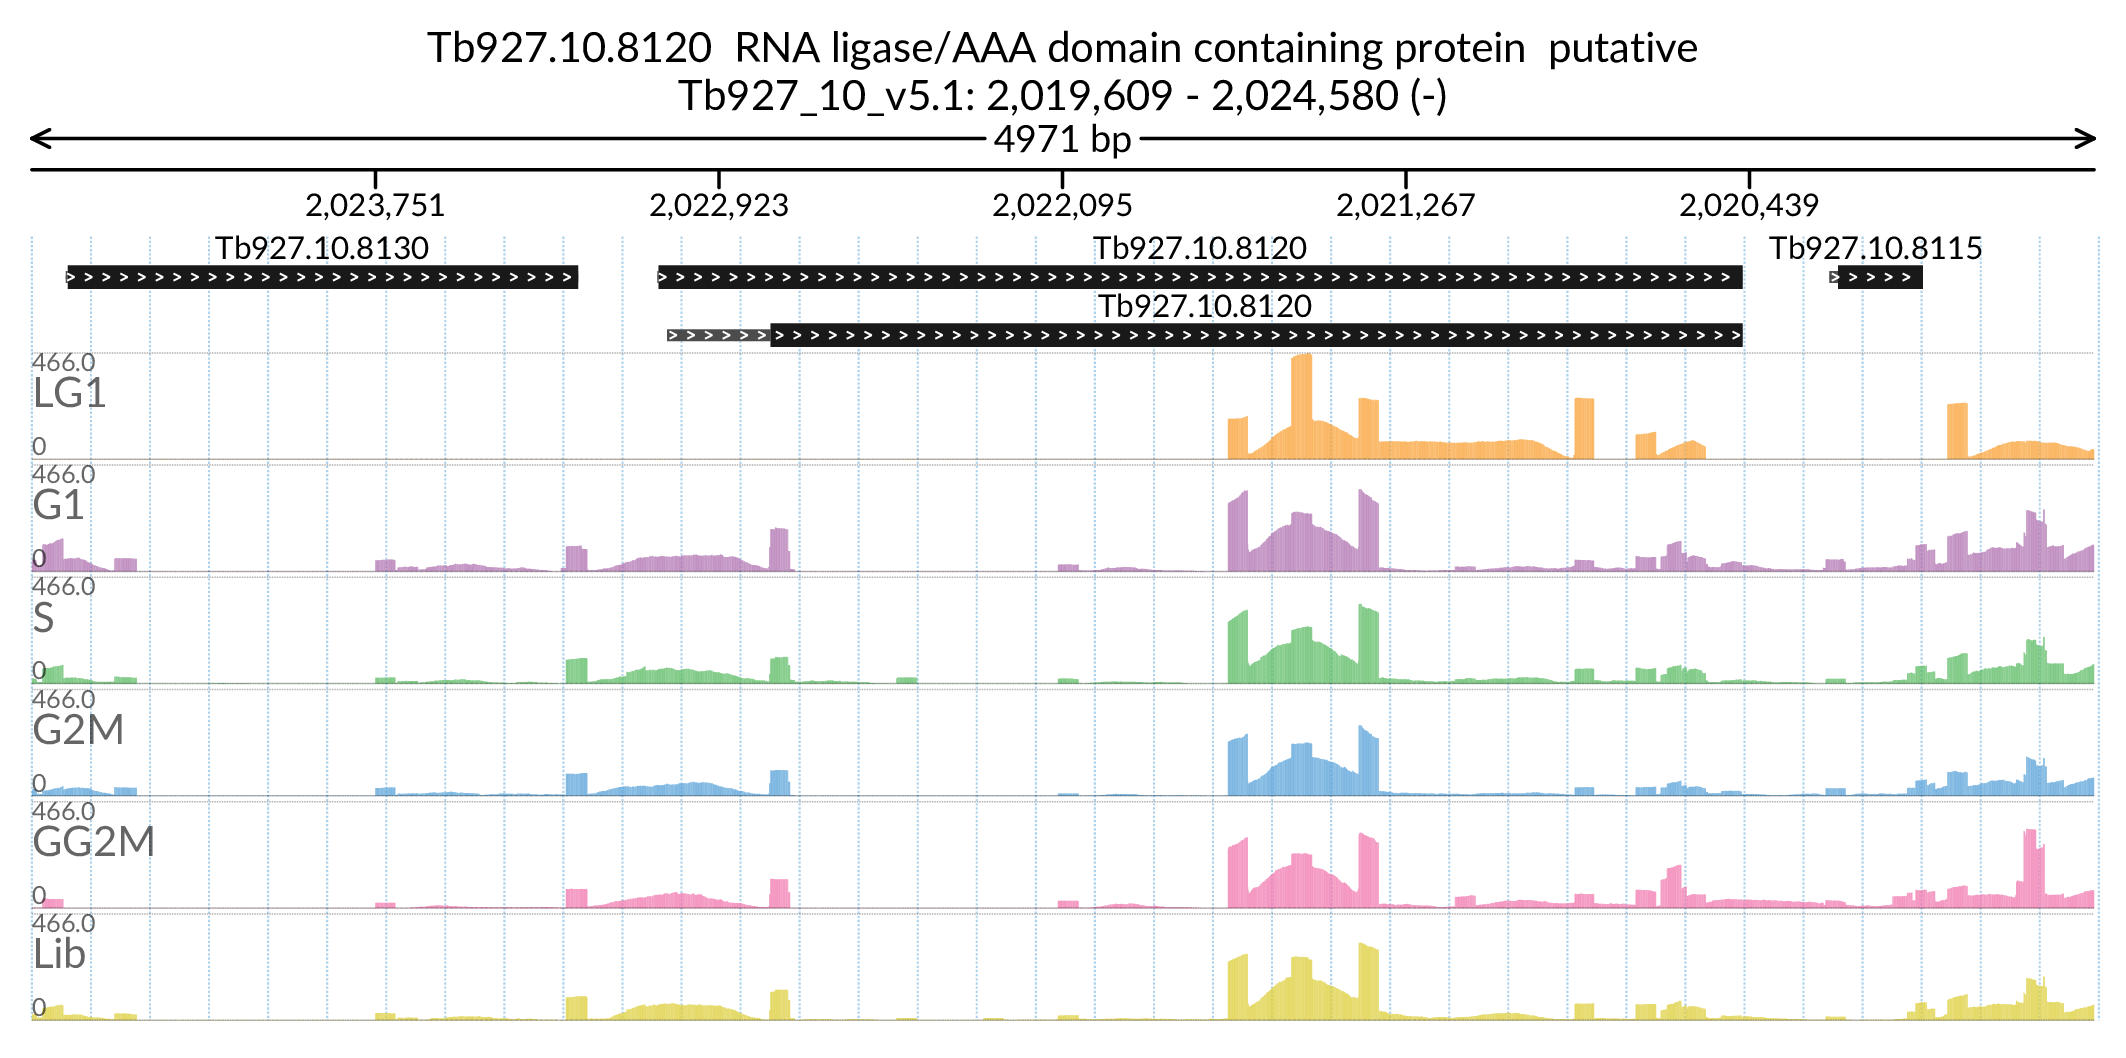 Tb927.10.8120  RNA ligase/AAA domain containing protein  putative
Tb927_10_v5.1: 2,019,609 - 2,024,580 (-)
4971 bp
2,023,751 2,022,923 2,022,095 2,021,267 2,020,439
Tb927.10.8130 Tb927.10.8120 Tb927.10.8115
Tb927.10.8120
466.0
LG1
0
466.0
G1
0
466.0
S
0
466.0
G2M
0
466.0
GG2M
0
466.0
Lib
0